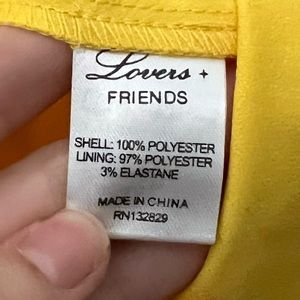 Lovers +
FRIENDS
SHELL: 100% POLYESTER
LINING: 97% POLYESTER
3% ELASTANE
MADE IN CHINA
RN132829